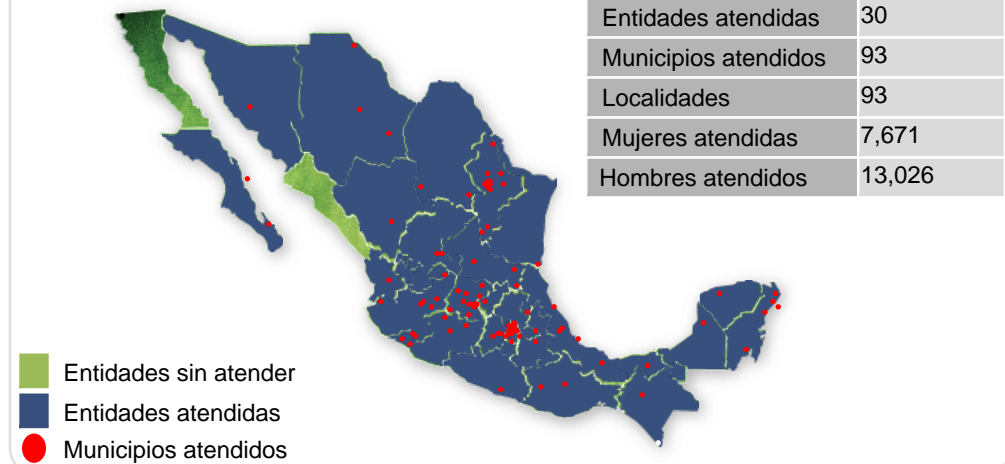 Entidades atendidas 30
Municipios atendidos 93
Localidades 93
Mujeres atendidas 7,671
Hombres atendidos 13,026
Entidades sin atender
Entidades atendidas
Municipios atendidos